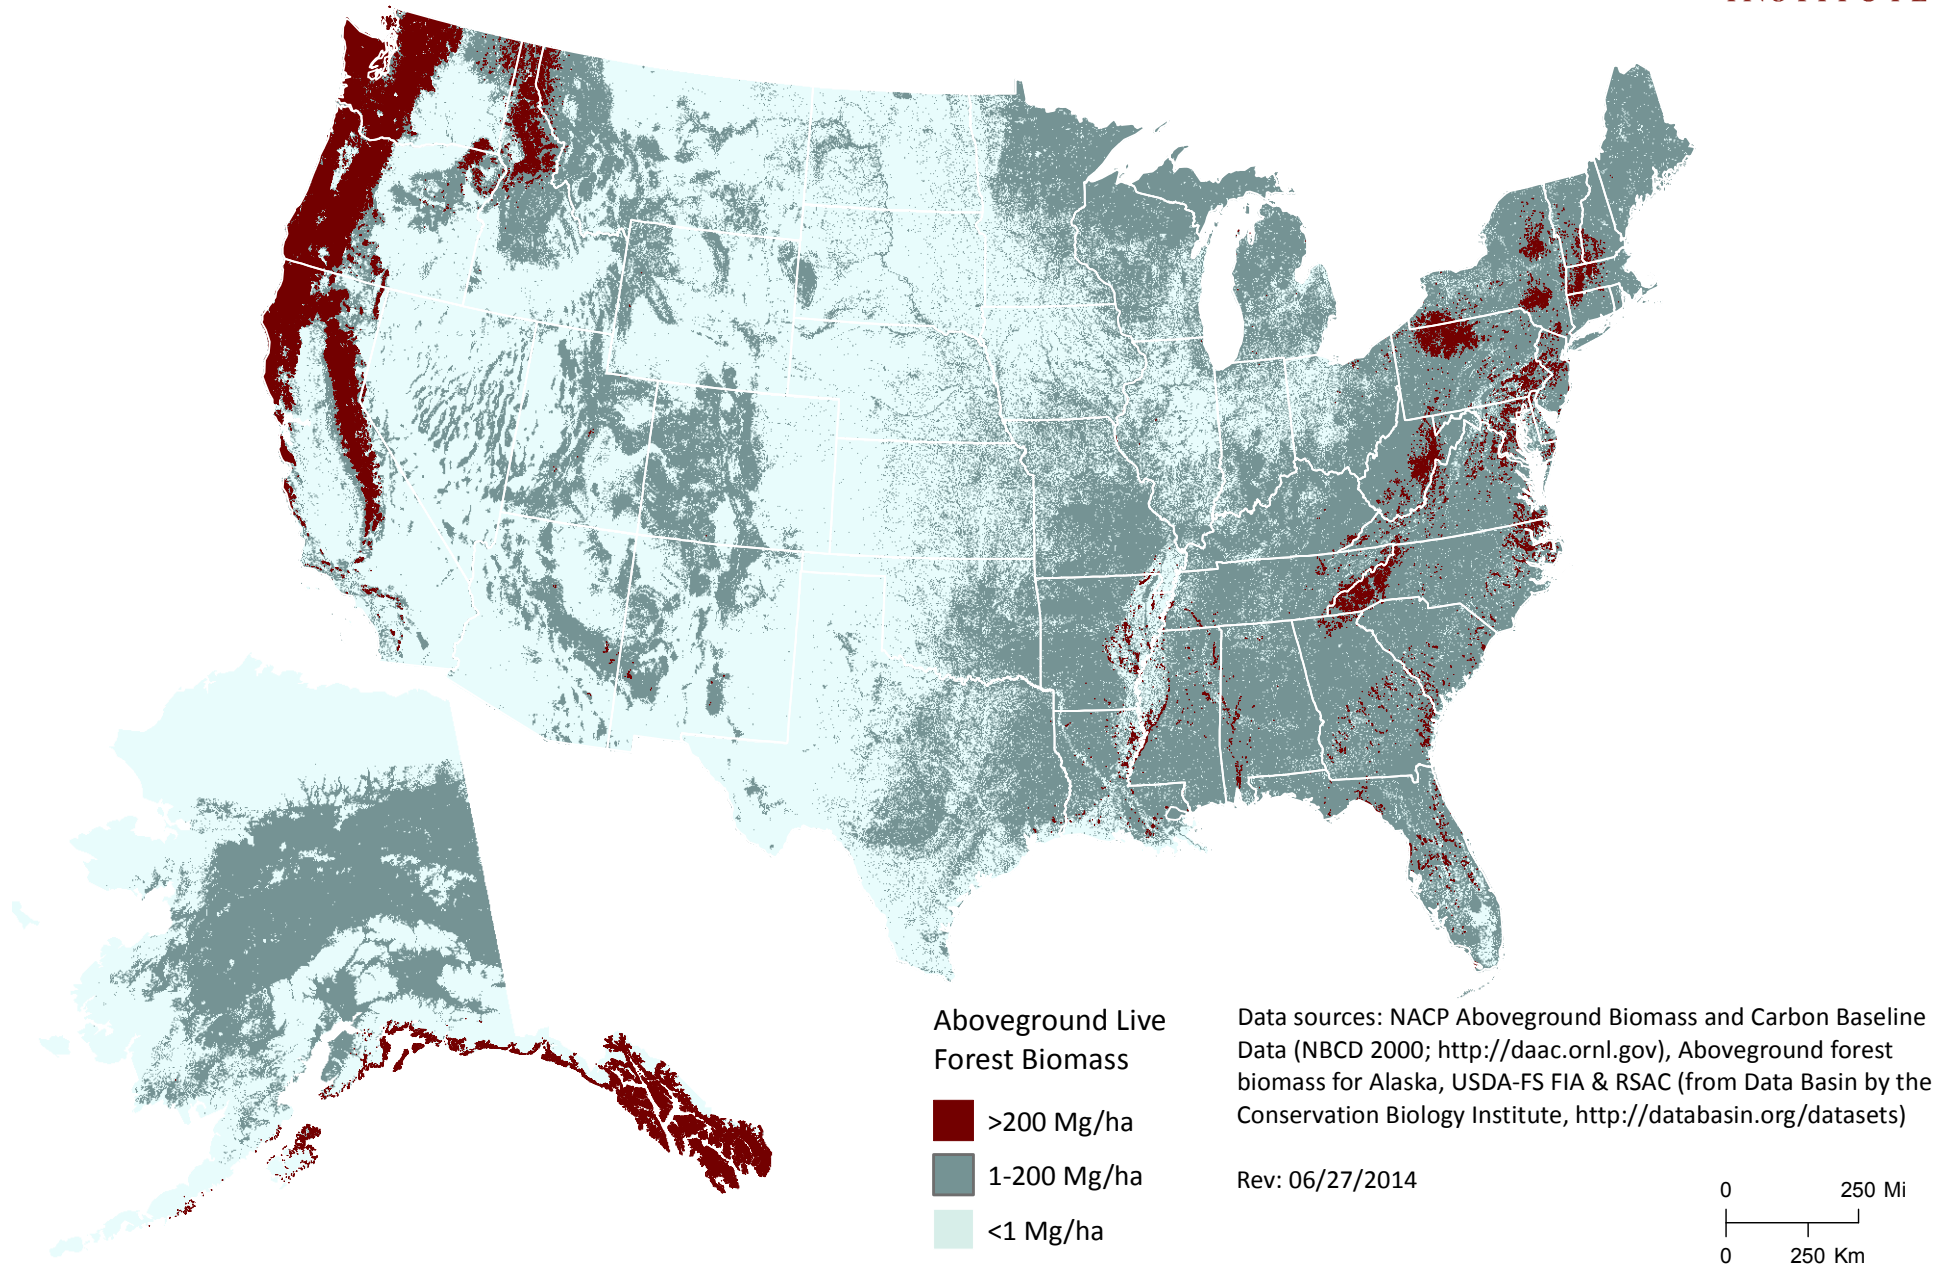 Aboveground Live
Forest Biomass
>200 Mg/ha
1-200 Mg/ha
<1 Mg/ha
Data sources: NACP Aboveground Biomass and Carbon Baseline
Data (NBCD 2000; http://daac.ornl.gov), Aboveground forest
biomass for Alaska, USDA-FS FIA & RSAC (from Data Basin by the
Conservation Biology Institute, http://databasin.org/datasets)
Rev: 06/27/2014
0 250 Mi
0 250 Km